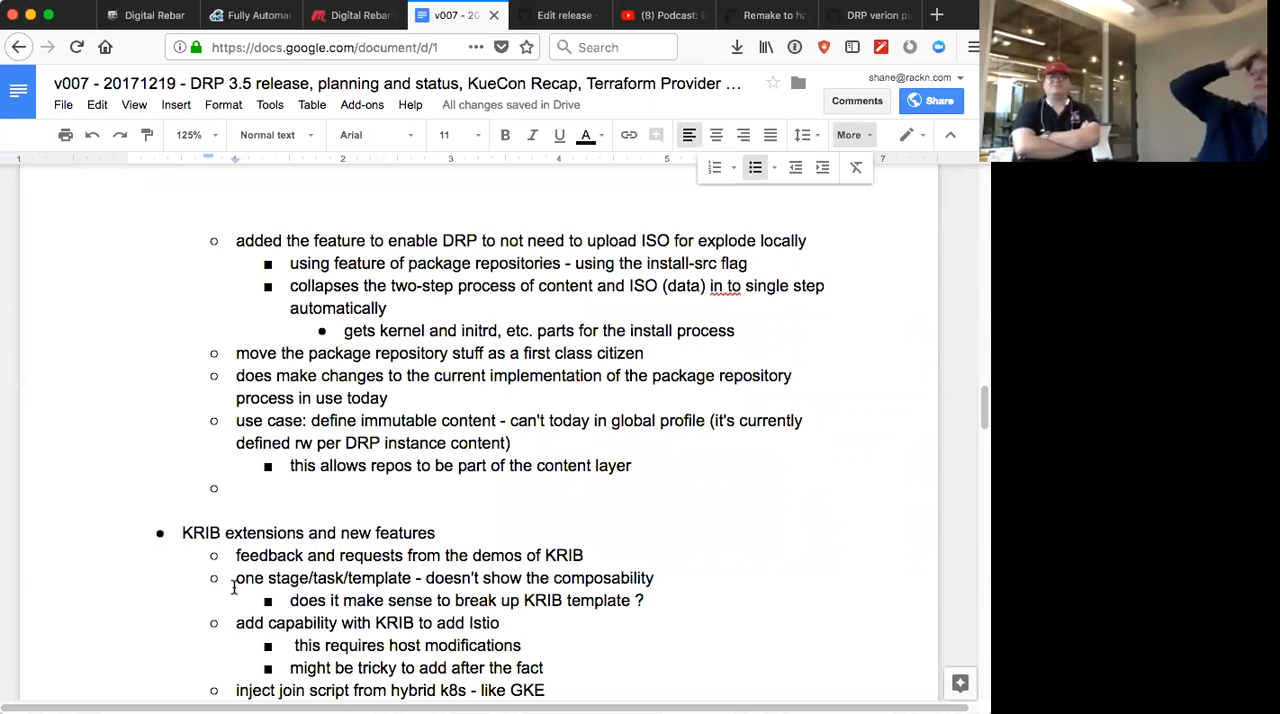 Digital Rebar
Fully Automat
Digital Rebar
v007 - 20
Edit release
(8) Podcast:
Remake to ha
DRP verion pl
https://docs.google.com/document/d/1
Search
v007 - 20171219 - DRP 3.5 release, planning and status, KueCon Recap, Terraform Provider ...
shane@rackn.com
File Edit View Insert Format Tools Table Add-ons Help All changes saved in Drive
Comments
Share
125% Normal text Arial 11 B I U A More
1 2 3 4 5 7
added the feature to enable DRP to not need to upload ISO for explode locally
using feature of package repositories - using the install-src flag
collapses the two-step process of content and ISO (data) in to single step
automatically
gets kernel and initrd, etc. parts for the install process
move the package repository stuff as a first class citizen
does make changes to the current implementation of the package repository
process in use today
use case: define immutable content - can't today in global profile (it's currently
defined rw per DRP instance content)
this allows repos to be part of the content layer
KRIB extensions and new features
feedback and requests from the demos of KRIB
one stage/task/template - doesn't show the composability
does it make sense to break up KRIB template ?
add capability with KRIB to add Istio
this requires host modifications
might be tricky to add after the fact
inject join script from hybrid k8s - like GKE